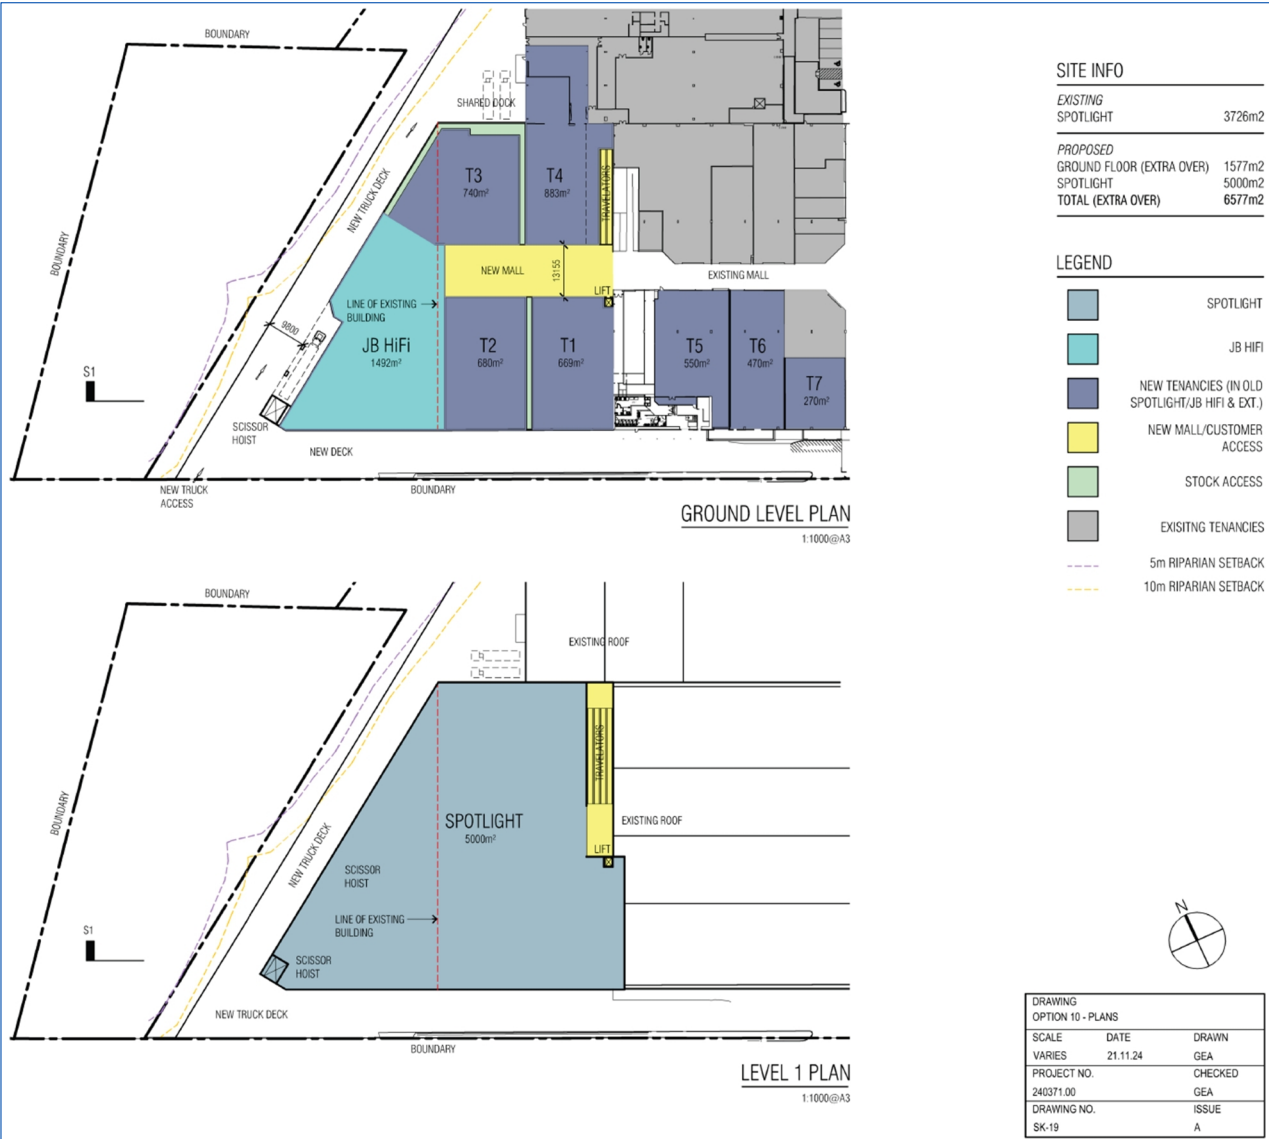 BOUNDARY
SHARED DOCK
T3
740m²
T4
883m²
TRAVELATORS
NEW TRUCK DECK
BOUNDARY
NEW MALL
13155
EXISTING MALL
LIFT
LINE OF EXISTING
BUILDING
9800
JB HiFi
1492m²
T2
680m²
T1
669m²
T5
550m²
T6
470m²
T7
270m²
S1
SCISSOR
HOIST
NEW DECK
NEW TRUCK
ACCESS
BOUNDARY
GROUND LEVEL PLAN
1:1000@A3
BOUNDARY
EXISTING ROOF
TRAVELATORS
SPOTLIGHT
5000m²
EXISTING ROOF
BOUNDARY
NEW TRUCK DECK
LIFT
SCISSOR
HOIST
LINE OF EXISTING
BUILDING
S1
SCISSOR
HOIST
NEW TRUCK DECK
BOUNDARY
LEVEL 1 PLAN
1:1000@A3
SITE INFO
EXISTING
SPOTLIGHT 3726m2
PROPOSED
GROUND FLOOR (EXTRA OVER) 1577m2
SPOTLIGHT 5000m2
TOTAL (EXTRA OVER) 6577m2
LEGEND
SPOTLIGHT
JB HIFI
NEW TENANCIES (IN OLD
SPOTLIGHT/JB HIFI & EXT.)
NEW MALL/CUSTOMER
ACCESS
STOCK ACCESS
EXISITNG TENANCIES
5m RIPARIAN SETBACK
10m RIPARIAN SETBACK
N
DRAWING
OPTION 10 - PLANS
SCALE DATE DRAWN
VARIES 21.11.24 GEA
PROJECT NO. CHECKED
240371.00 GEA
DRAWING NO. ISSUE
SK-19 A